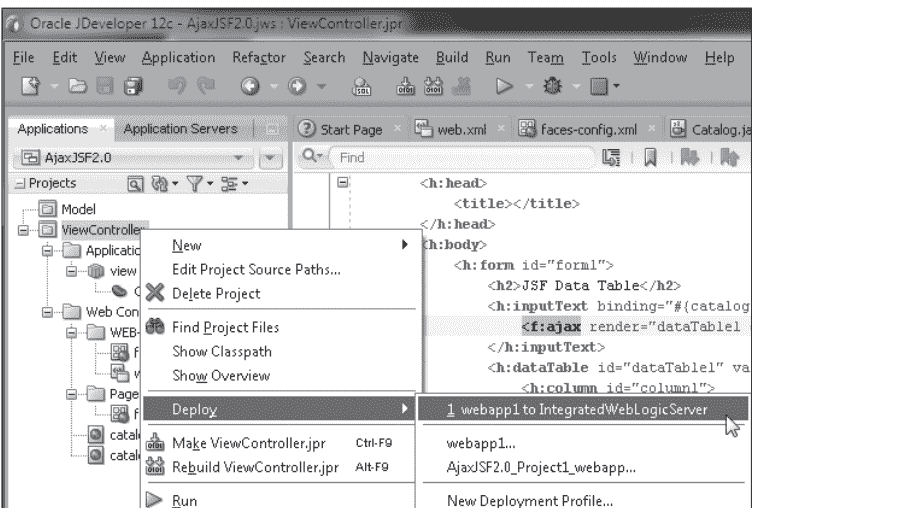 Oracle JDeveloper 12c - AjaxJSF2.0.jws : ViewController.jpr
File Edit View Application Refactor Search Navigate Build Run Team Tools Window Help
Applications × Application Servers
Start Page × web.xml × faces-config.xml × Catalog.ja
AjaxJSF2.0
Find
Projects
Model
ViewController
Applicatio
view
C
Web Con
WEB-
f
w
Page
f
catal
catal
<h:head>
<title></title>
</h:head>
<h:body>
<h:form id="form1">
<h2>JSF Data Table</h2>
<h:inputText binding="#{catalog
<f:ajax render="dataTable1
</h:inputText>
<h:dataTable id="dataTable1" va
<h:column id="column1">
New
Edit Project Source Paths...
Delete Project
Find Project Files
Show Classpath
Show Overview
Deploy
Make ViewController.jpr Ctrl-F9
Rebuild ViewController.jpr Alt-F9
Run
1 webapp1 to IntegratedWebLogicServer
webapp1...
AjaxJSF2.0_Project1_webapp...
New Deployment Profile...